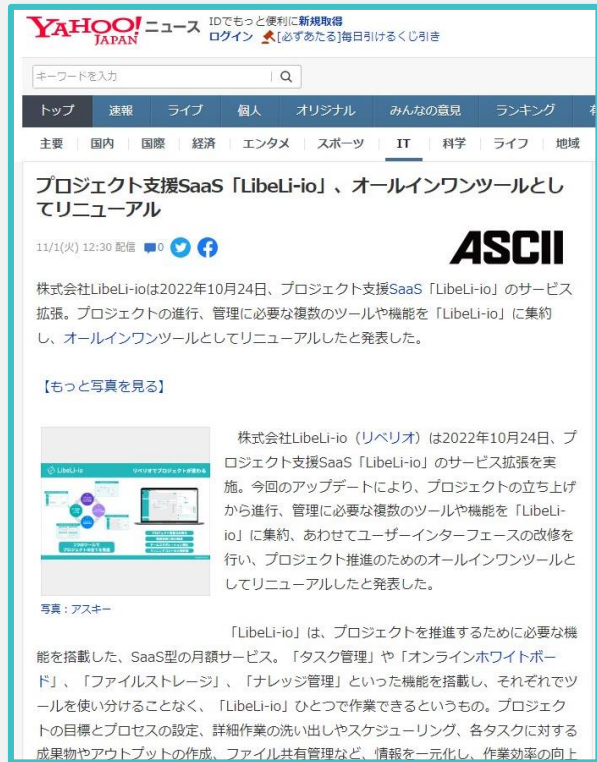 YAHOO! JAPAN ニュース
IDでもっと便利に新規取得
ログイン [必ずあたる]毎日引けるくじ引き
キーワードを入力
トップ 速報 ライブ 個人 オリジナル みんなの意見 ランキング
主要 国内 国際 経済 エンタメ スポーツ IT 科学 ライフ 地域
プロジェクト支援SaaS「LibeLi-io」、オールインワンツールとし
てリニューアル
11/1(火) 12:30 配信 0
ASCII
株式会社LibeLi-ioは2022年10月24日、プロジェクト支援SaaS「LibeLi-io」のサービス
拡張。プロジェクトの進行、管理に必要な複数のツールや機能を「LibeLi-io」に集約
し、オールインワンツールとしてリニューアルしたと発表した。
【もっと写真を見る】
LibeLi-io
リベリオでプロジェクトが変わる
写真：アスキー
株式会社LibeLi-io（リベリオ）は2022年10月24日、プ
ロジェクト支援SaaS「LibeLi-io」のサービス拡張を実
施。今回のアップデートにより、プロジェクトの立ち上げ
から進行、管理に必要な複数のツールや機能を「LibeLi-
io」に集約、あわせてユーザーインターフェースの改修を
行い、プロジェクト推進のためのオールインワンツールと
してリニューアルしたと発表した。
「LibeLi-io」は、プロジェクトを推進するために必要な機
能を搭載した、SaaS型の月額サービス。「タスク管理」や「オンラインホワイトボー
ド」、「ファイルストレージ」、「ナレッジ管理」といった機能を搭載し、それぞれでツ
ールを使い分けることなく、「LibeLi-io」ひとつで作業できるというもの。プロジェク
トの目標とプロセスの設定、詳細作業の洗い出しやスケジューリング、各タスクに対する
成果物やアウトプットの作成、ファイル共有管理など、情報を一元化し、作業効率の向上